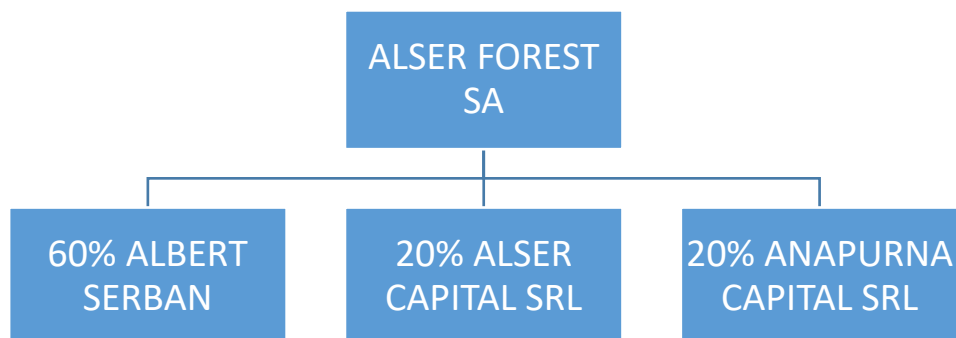 ALSER FOREST
SA
60% ALBERT
SERBAN
20% ALSER
CAPITAL SRL
20% ANAPURNA
CAPITAL SRL